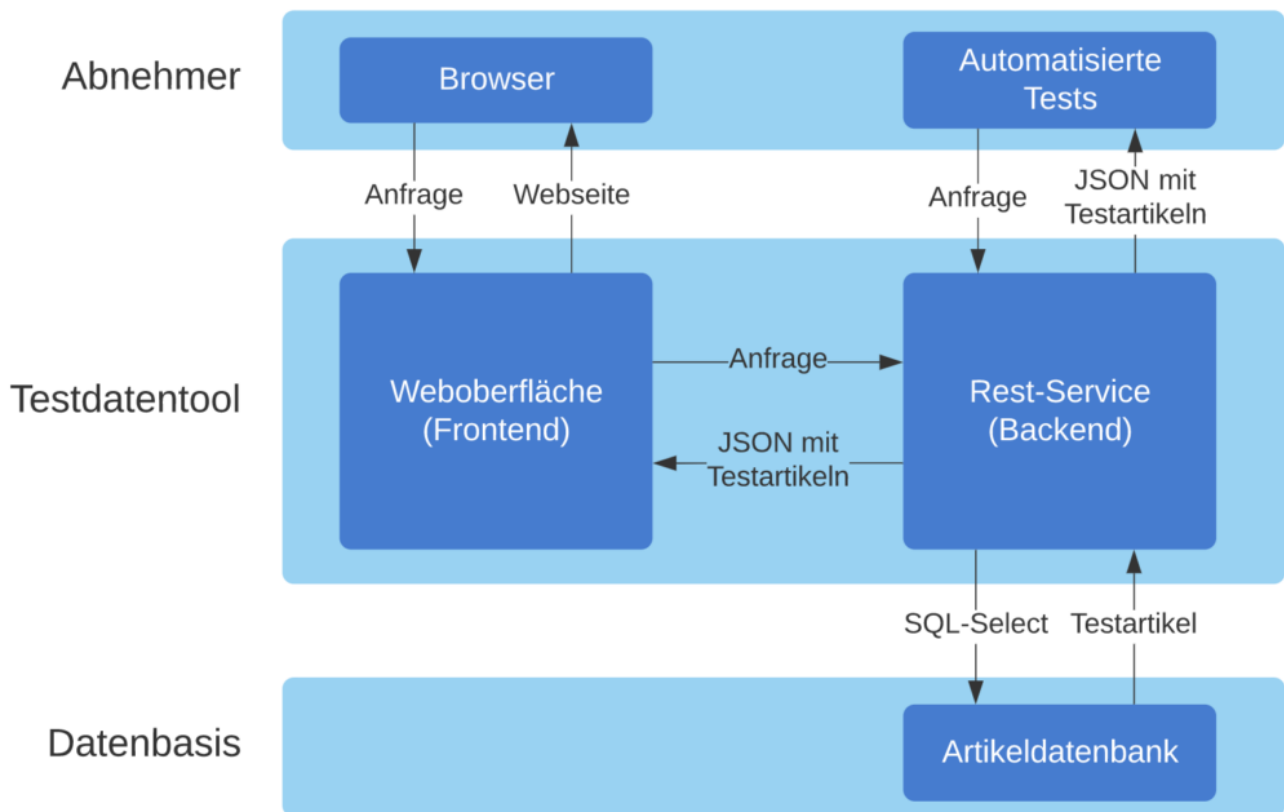 Abnehmer
Browser
Automatisierte
Tests
Anfrage
Webseite
Anfrage
JSON mit
Testartikeln
Testdatentool
Weboberfläche
(Frontend)
Anfrage
JSON mit
Testartikeln
Rest-Service
(Backend)
SQL-Select
Testartikel
Datenbasis
Artikeldatenbank